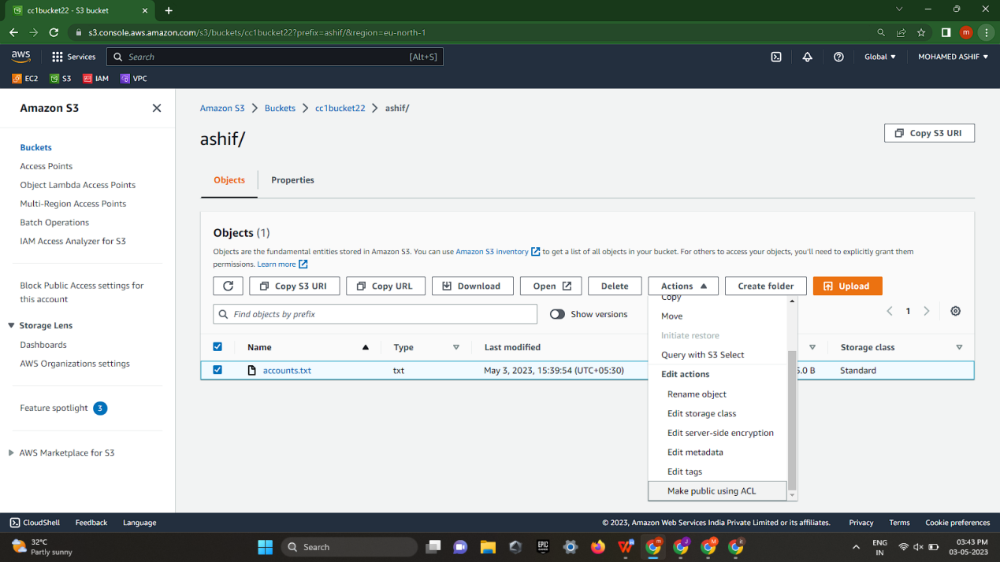 cc1bucket22 - S3 bucket
s3.console.aws.amazon.com/s3/buckets/cc1bucket22?prefix=ashif/&region=eu-north-1
m
aws
Services
Search
[Alt+S]
Global
MOHAMED ASHIF
EC2
S3
IAM
VPC
Amazon S3
Buckets
Access Points
Object Lambda Access Points
Multi-Region Access Points
Batch Operations
IAM Access Analyzer for S3
Block Public Access settings for
this account
Storage Lens
Dashboards
AWS Organizations settings
Feature spotlight 3
AWS Marketplace for S3
Amazon S3 > Buckets > cc1bucket22 > ashif/
ashif/
Copy S3 URI
Objects
Properties
Objects (1)
Objects are the fundamental entities stored in Amazon S3. You can use Amazon S3 inventory to get a list of all objects in your bucket. For others to access your objects, you'll need to explicitly grant them
permissions. Learn more
Copy S3 URI
Copy URL
Download
Open
Delete
Actions
Create folder
Upload
Find objects by prefix
Show versions
1
Name
Type
Last modified
Storage class
accounts.txt
txt
May 3, 2023, 15:39:54 (UTC+05:30)
.0 B
Standard
Copy
Move
Initiate restore
Query with S3 Select
Edit actions
Rename object
Edit storage class
Edit server-side encryption
Edit metadata
Edit tags
Make public using ACL
CloudShell
Feedback
Language
© 2023, Amazon Web Services India Private Limited or its affiliates.
Privacy
Terms
Cookie preferences
32°C
Partly sunny
Search
EPIC
ENG
IN
03:43 PM
03-05-2023